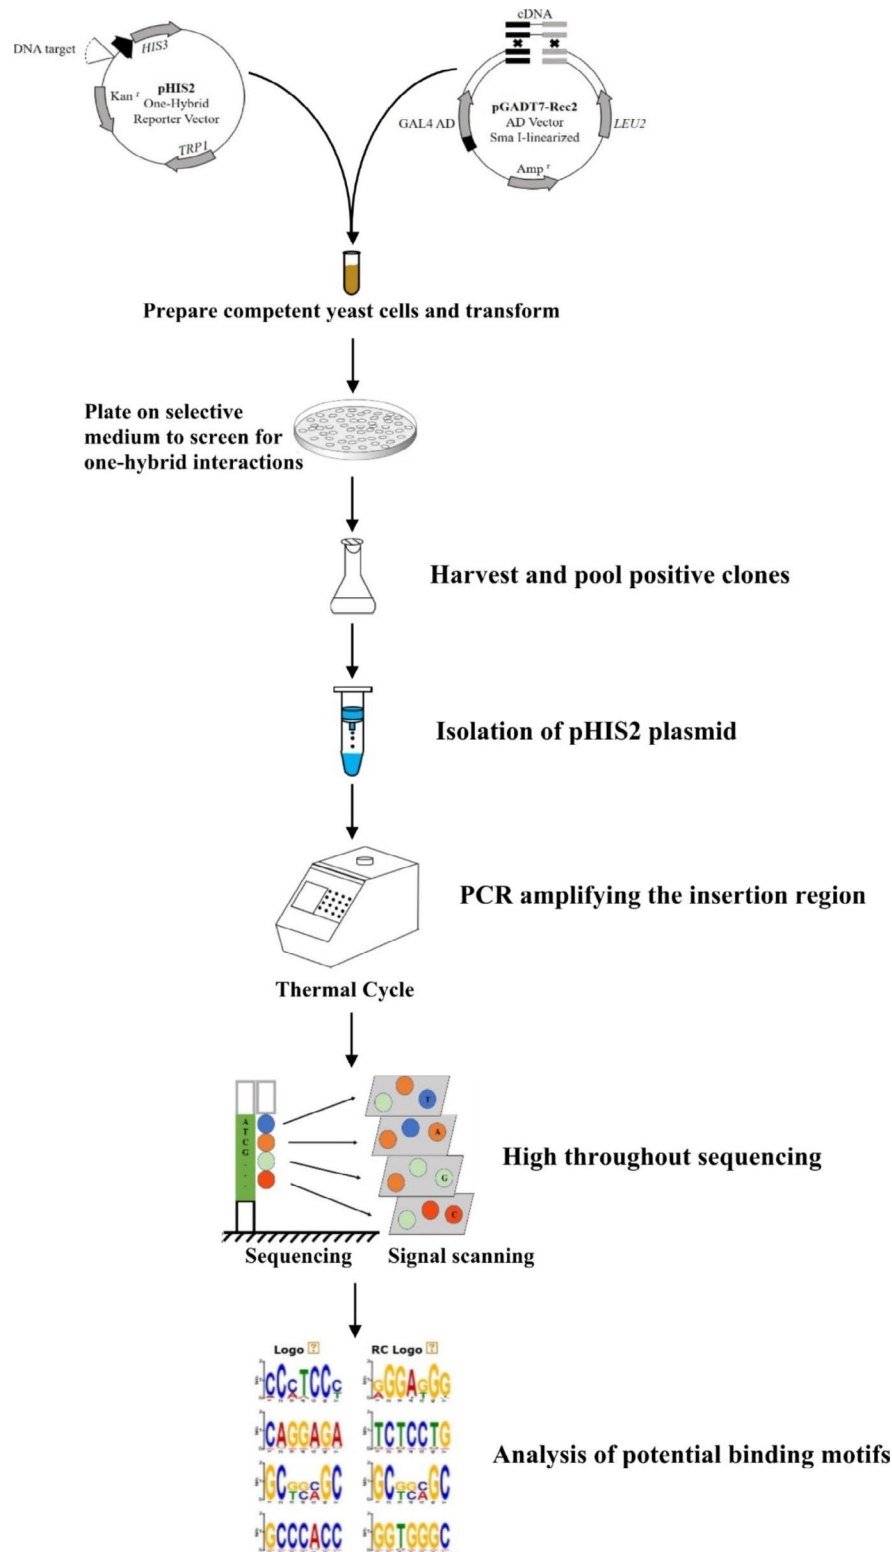 cDNA
DNA target
HIS3
Kan r
pHIS2
One-Hybrid
Reporter Vector
TRP1
GAL4 AD
pGADT7-Rec2
AD Vector
Sma I-linearized
LEU2
Amp r
Prepare competent yeast cells and transform
Plate on selective
medium to screen for
one-hybrid interactions
Harvest and pool positive clones
Isolation of pHIS2 plasmid
PCR amplifying the insertion region
Thermal Cycle
A
T
C
G
.
.
.
T
A
G
C
High throughout sequencing
Sequencing
Signal scanning
Logo ?
RC Logo ?
CAGGAGA
TCTCCTG
Analysis of potential binding motifs
GCCCACC
GGTGGGC